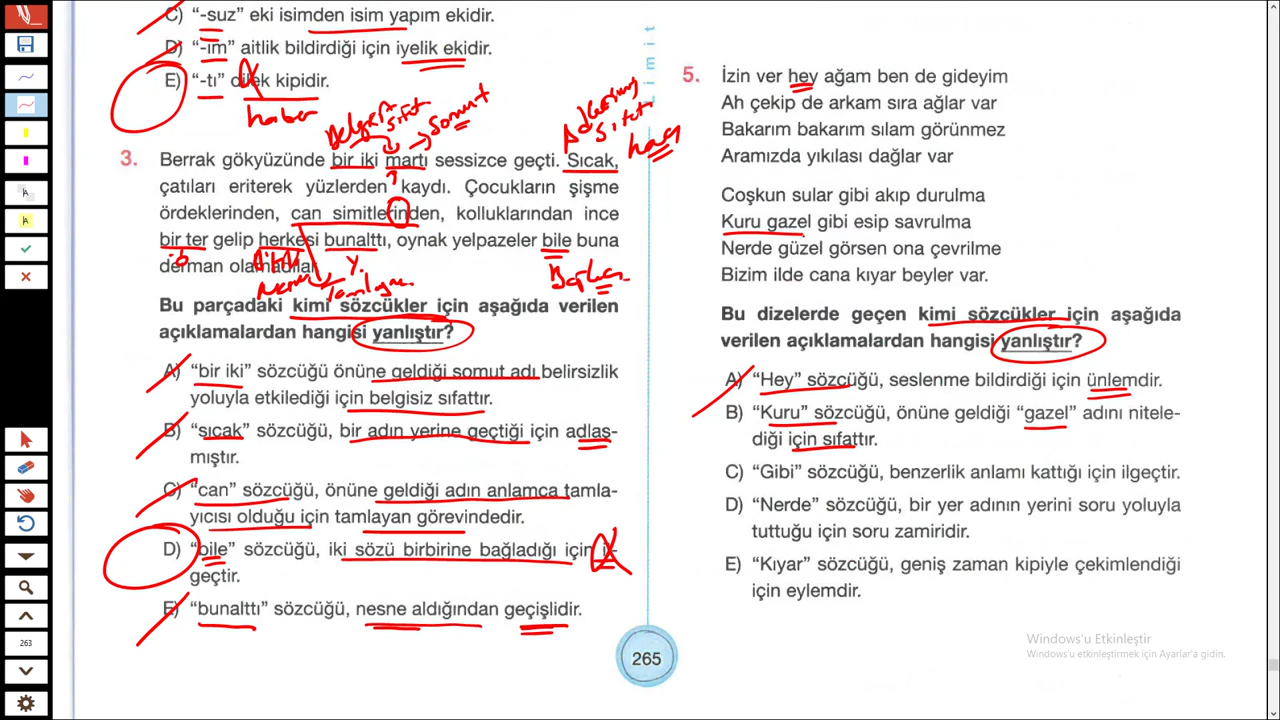 C) “-suz” eki isimden isim yapım ekidir.
D) “-im” aitlik bildirdiği için iyelik ekidir.
E) “-tı” dilek kipidir.
haber
Belgisiz sıfat
Somut
Adlaşmış sıfat
3. Berrak gökyüzünde bir iki martı sessizce geçti. Sıcak,
çatıları eriterek yüzlerden kaydı. Çocukların şişme
ördeklerinden, can simitlerinden, kolluklarından ince
bir ter gelip herkesi bunalttı, oynak yelpazeler bile buna
derman olamadılar.
Y.
Bu parçadaki kimi sözcükler için aşağıda verilen
açıklamalardan hangisi yanlıştır?
A) “bir iki” sözcüğü önüne geldiği somut adı belirsizlik
yoluyla etkilediği için belgisiz sıfattır.
B) “sıcak” sözcüğü, bir adın yerine geçtiği için adlaş-
mıştır.
C) “can” sözcüğü, önüne geldiği adın anlamca tamla-
yıcısı olduğu için tamlayan görevindedir.
D) “bile” sözcüğü, iki sözü birbirine bağladığı için il-
geçtir.
E) “bunalttı” sözcüğü, nesne aldığından geçişlidir.
Limit
265
5. İzin ver hey ağam ben de gideyim
Ah çekip de arkam sıra ağlar var
Bakarım bakarım sılam görünmez
Aramızda yıkılası dağlar var
Coşkun sular gibi akıp durulma
Kuru gazel gibi esip savrulma
Nerde güzel görsen ona çevrilme
Bizim ilde cana kıyar beyler var.
Bu dizelerde geçen kimi sözcükler için aşağıda
verilen açıklamalardan hangisi yanlıştır?
A) “Hey” sözcüğü, seslenme bildirdiği için ünlemdir.
B) “Kuru” sözcüğü, önüne geldiği “gazel” adını nitele-
diği için sıfattır.
C) “Gibi” sözcüğü, benzerlik anlamı kattığı için ilgeçtir.
D) “Nerde” sözcüğü, bir yer adının yerini soru yoluyla
tuttuğu için soru zamiridir.
E) “Kıyar” sözcüğü, geniş zaman kipiyle çekimlendiği
için eylemdir.
263
Windows'u Etkinleştir
Windows'u etkinleştirmek için Ayarlar'a gidin.